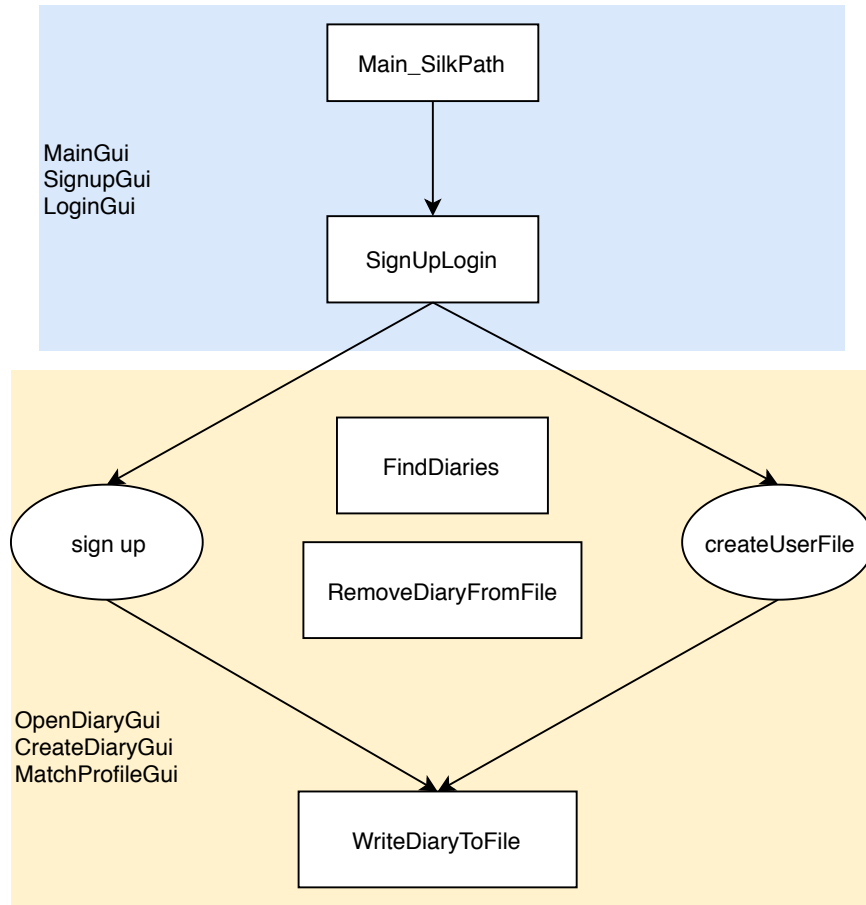 Main_SilkPath
MainGui
SignupGui
LoginGui
SignUpLogin
FindDiaries
sign up
createUserFile
RemoveDiaryFromFile
OpenDiaryGui
CreateDiaryGui
MatchProfileGui
WriteDiaryToFile